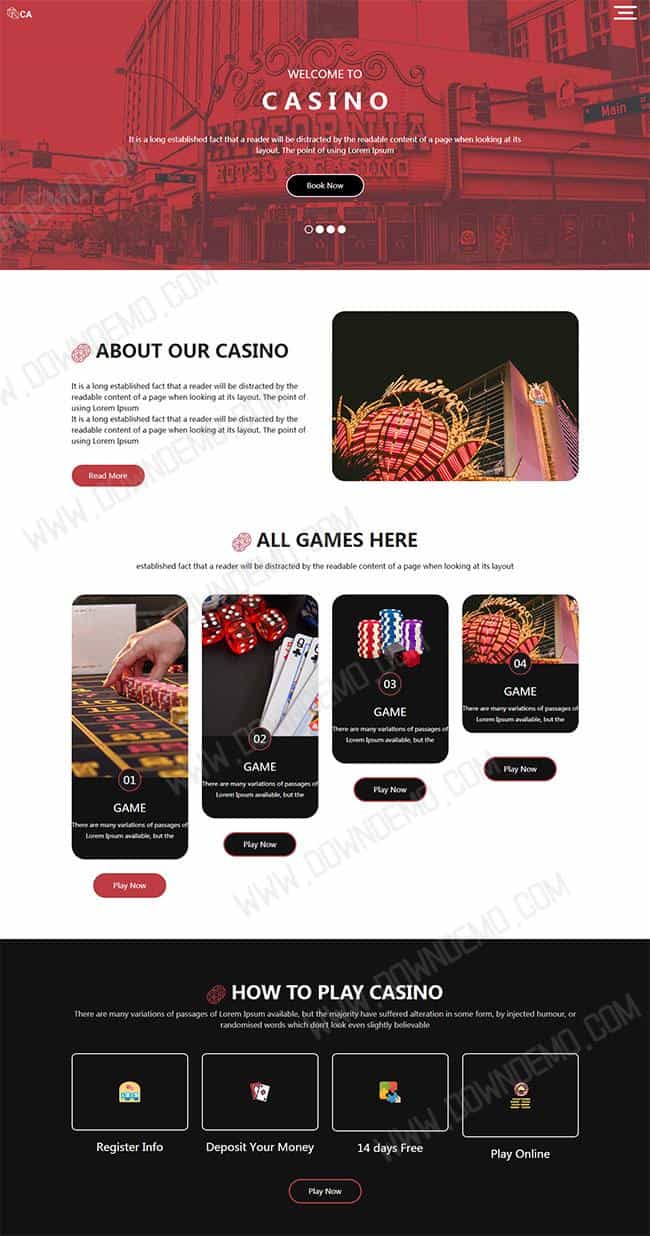 CA
WELCOME TO
CASINO
It is a long established fact that a reader will be distracted by the readable content of a page when looking at its
layout. The point of using Lorem Ipsum
Book Now
CALIFORNIA
HOTEL CASINO
Main
ABOUT OUR CASINO
It is a long established fact that a reader will be distracted by the
readable content of a page when looking at its layout. The point of
using Lorem Ipsum
It is a long established fact that a reader will be distracted by the
readable content of a page when looking at its layout. The point of
using Lorem Ipsum
Read More
flamingo
ALL GAMES HERE
established fact that a reader will be distracted by the readable content of a page when looking at its layout
01
GAME
There are many variations of passages of
Lorem Ipsum available, but the
Play Now
02
GAME
There are many variations of passages of
Lorem Ipsum available, but the
Play Now
03
GAME
There are many variations of passages of
Lorem Ipsum available, but the
Play Now
flamingo
04
GAME
There are many variations of passages of
Lorem Ipsum available, but the
Play Now
HOW TO PLAY CASINO
There are many variations of passages of Lorem Ipsum available, but the majority have suffered alteration in some form, by injected humour, or
randomised words which don't look even slightly believable
Register Info
Deposit Your Money
14 days Free
Play Online
Play Now
WWW.DOWNDEMO.COM